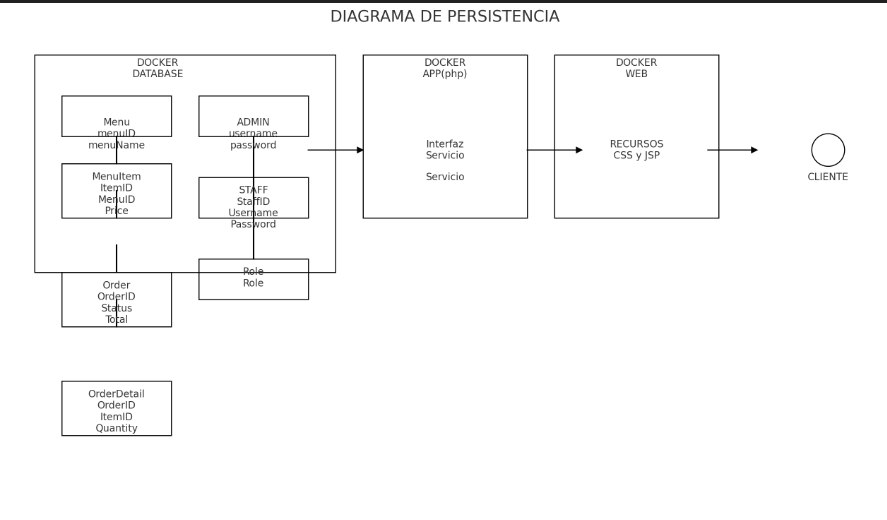 DIAGRAMA DE PERSISTENCIA
DOCKER
DATABASE
Menu
menuID
menuName
MenuItem
ItemID
MenuID
Price
Order
OrderID
Status
Total
OrderDetail
OrderID
ItemID
Quantity
ADMIN
username
password
STAFF
StaffID
Username
Password
Role
Role
DOCKER
APP(php)
Interfaz
Servicio
Servicio
DOCKER
WEB
RECURSOS
CSS y JSP
CLIENTE